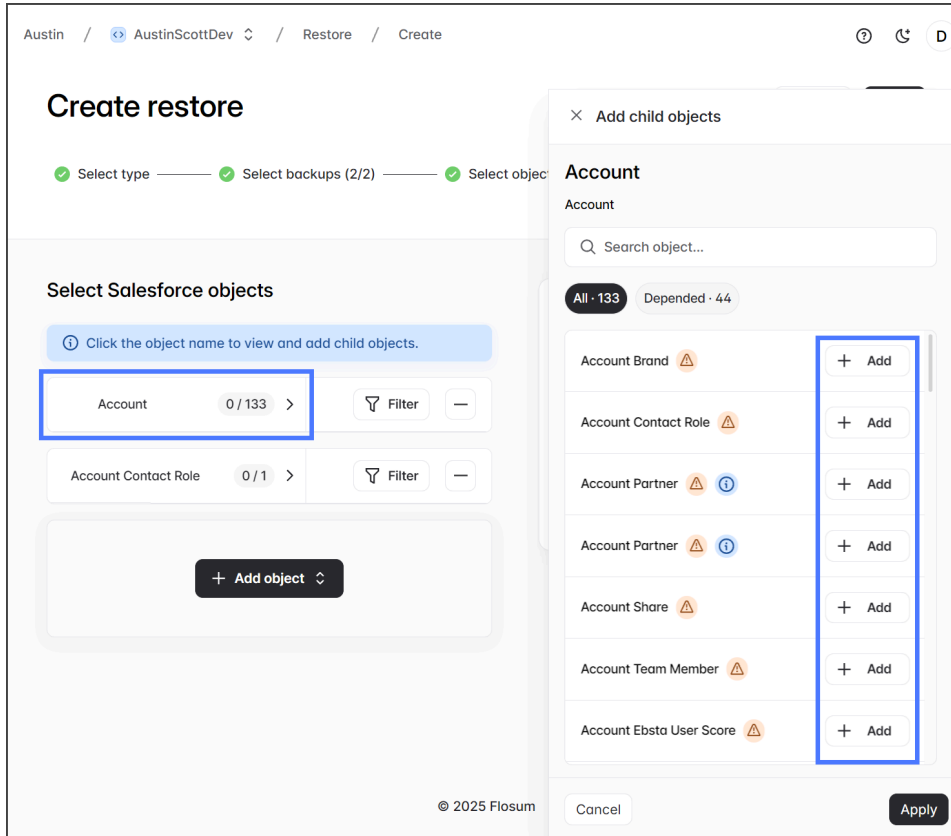 Austin / AustinScottDev / Restore / Create
D
Create restore
Select type
Select backups (2/2)
Select objec
Select Salesforce objects
Click the object name to view and add child objects.
Account 0 / 133 Filter
Account Contact Role 0 / 1 Filter
Add object
© 2025 Flosum
Add child objects
Account
Account
Search object...
All · 133 Depended · 44
Account Brand Add
Account Contact Role Add
Account Partner Add
Account Partner Add
Account Share Add
Account Team Member Add
Account Ebsta User Score Add
Cancel Apply